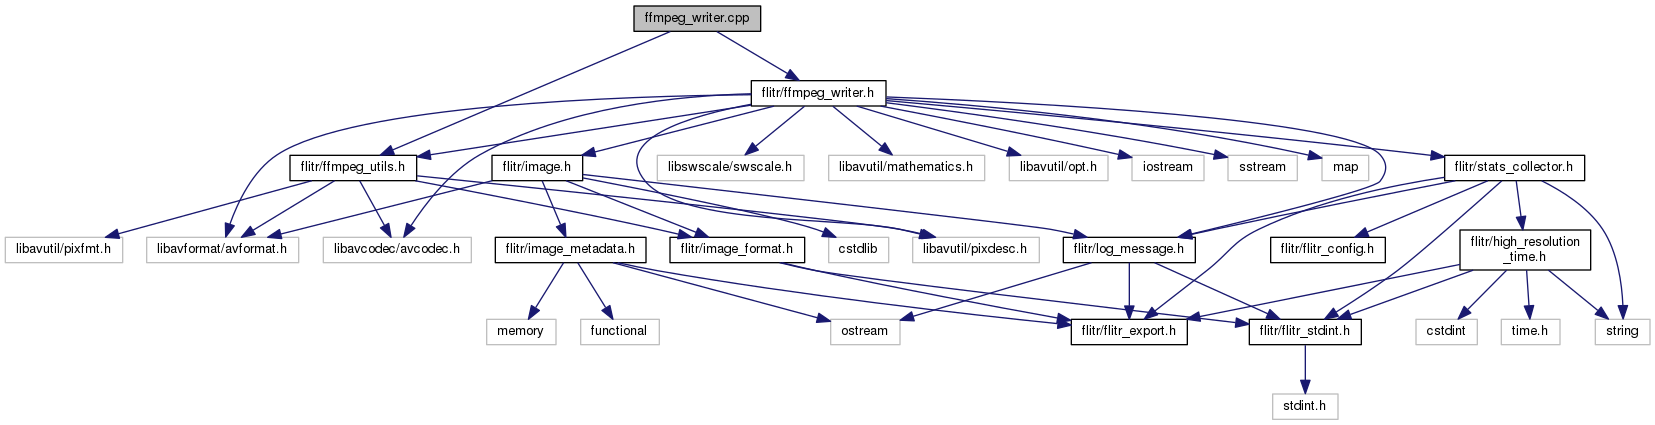 ffmpeg_writer.cpp
flitr/ffmpeg_writer.h
flitr/ffmpeg_utils.h
flitr/image.h
libswscale/swscale.h
libavutil/mathematics.h
libavutil/opt.h
iostream
sstream
map
flitr/stats_collector.h
libavutil/pixfmt.h
libavformat/avformat.h
libavcodec/avcodec.h
flitr/image_metadata.h
flitr/image_format.h
cstdlib
libavutil/pixdesc.h
flitr/log_message.h
flitr/flitr_config.h
flitr/high_resolution
_time.h
memory
functional
ostream
flitr/flitr_export.h
flitr/flitr_stdint.h
cstdint
time.h
string
stdint.h